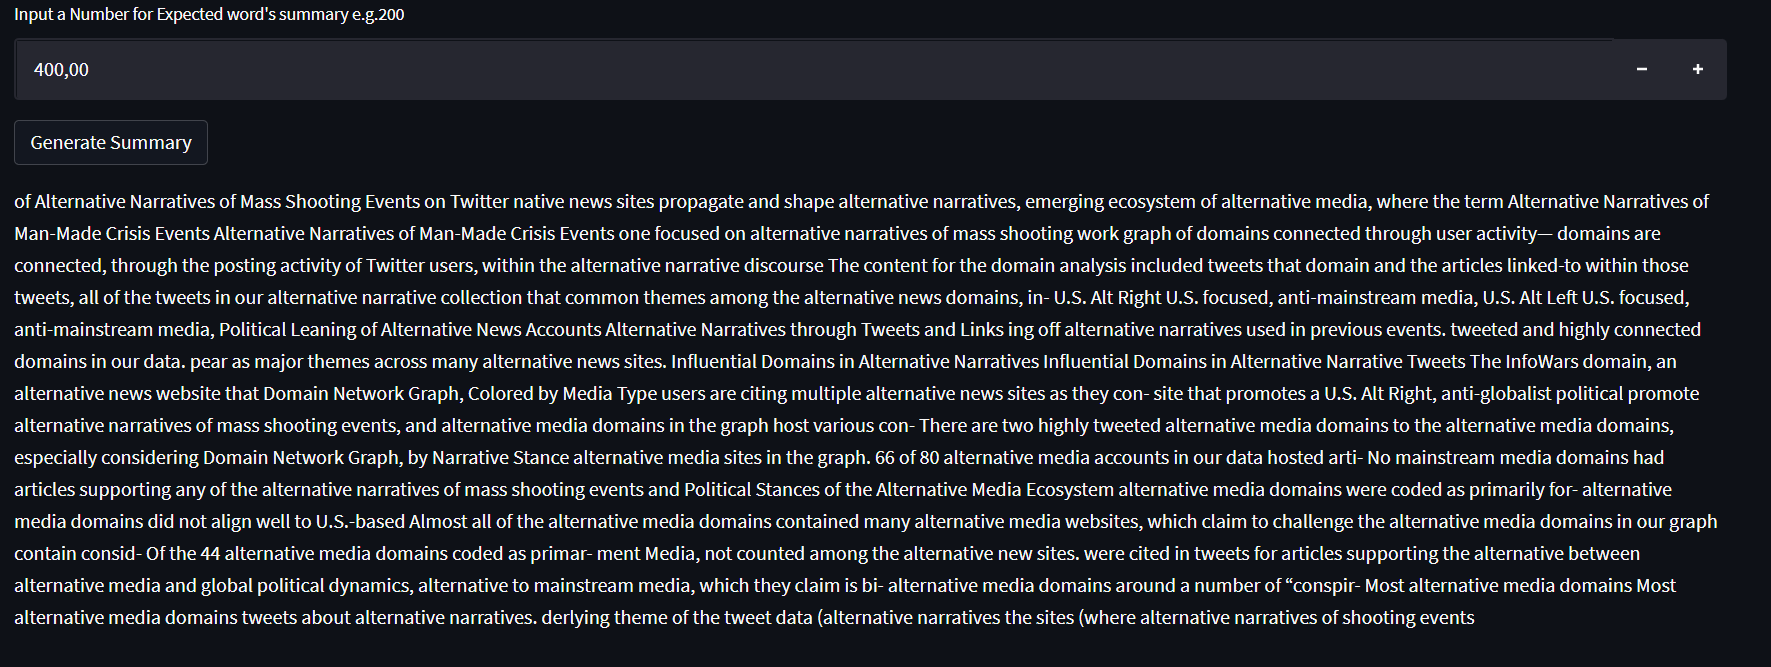 Input a Number for Expected word's summary e.g.200
400,00
Generate Summary
of Alternative Narratives of Mass Shooting Events on Twitter native news sites propagate and shape alternative narratives, emerging ecosystem of alternative media, where the term Alternative Narratives of
Man-Made Crisis Events Alternative Narratives of Man-Made Crisis Events one focused on alternative narratives of mass shooting work graph of domains connected through user activity— domains are
connected, through the posting activity of Twitter users, within the alternative narrative discourse The content for the domain analysis included tweets that domain and the articles linked-to within those
tweets, all of the tweets in our alternative narrative collection that common themes among the alternative news domains, in- U.S. Alt Right U.S. focused, anti-mainstream media, U.S. Alt Left U.S. focused,
anti-mainstream media, Political Leaning of Alternative News Accounts Alternative Narratives through Tweets and Links ing off alternative narratives used in previous events. tweeted and highly connected
domains in our data. pear as major themes across many alternative news sites. Influential Domains in Alternative Narratives Influential Domains in Alternative Narrative Tweets The InfoWars domain, an
alternative news website that Domain Network Graph, Colored by Media Type users are citing multiple alternative news sites as they con- site that promotes a U.S. Alt Right, anti-globalist political promote
alternative narratives of mass shooting events, and alternative media domains in the graph host various con- There are two highly tweeted alternative media domains to the alternative media domains,
especially considering Domain Network Graph, by Narrative Stance alternative media sites in the graph. 66 of 80 alternative media accounts in our data hosted arti- No mainstream media domains had
articles supporting any of the alternative narratives of mass shooting events and Political Stances of the Alternative Media Ecosystem alternative media domains were coded as primarily for- alternative
media domains did not align well to U.S.-based Almost all of the alternative media domains contained many alternative media websites, which claim to challenge the alternative media domains in our graph
contain consid- Of the 44 alternative media domains coded as primar- ment Media, not counted among the alternative new sites. were cited in tweets for articles supporting the alternative between
alternative media and global political dynamics, alternative to mainstream media, which they claim is bi- alternative media domains around a number of “conspir- Most alternative media domains Most
alternative media domains tweets about alternative narratives. derlying theme of the tweet data (alternative narratives the sites (where alternative narratives of shooting events